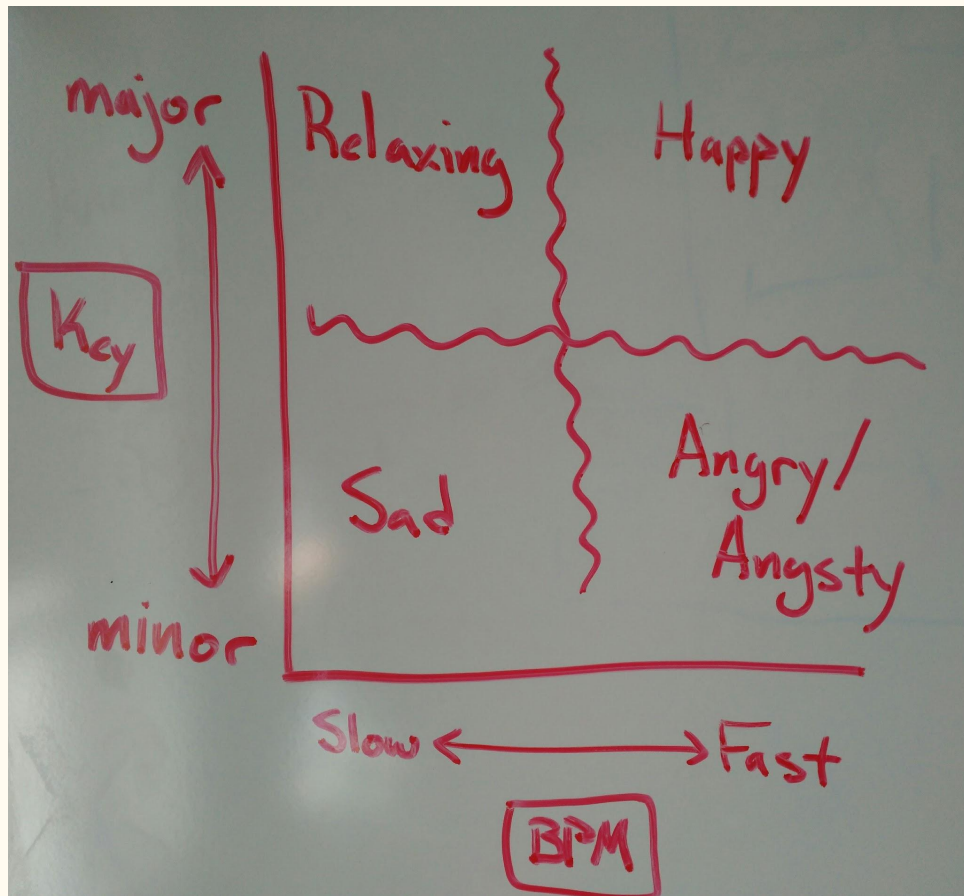 major
Relaxing
Happy
Key
Sad
Angry/
Angsty
minor
Slow
Fast
BPM